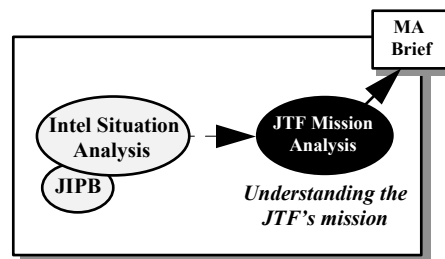 MA
Brief
Intel Situation
Analysis
JIPB
JTF Mission
Analysis
Understanding the
JTF's mission